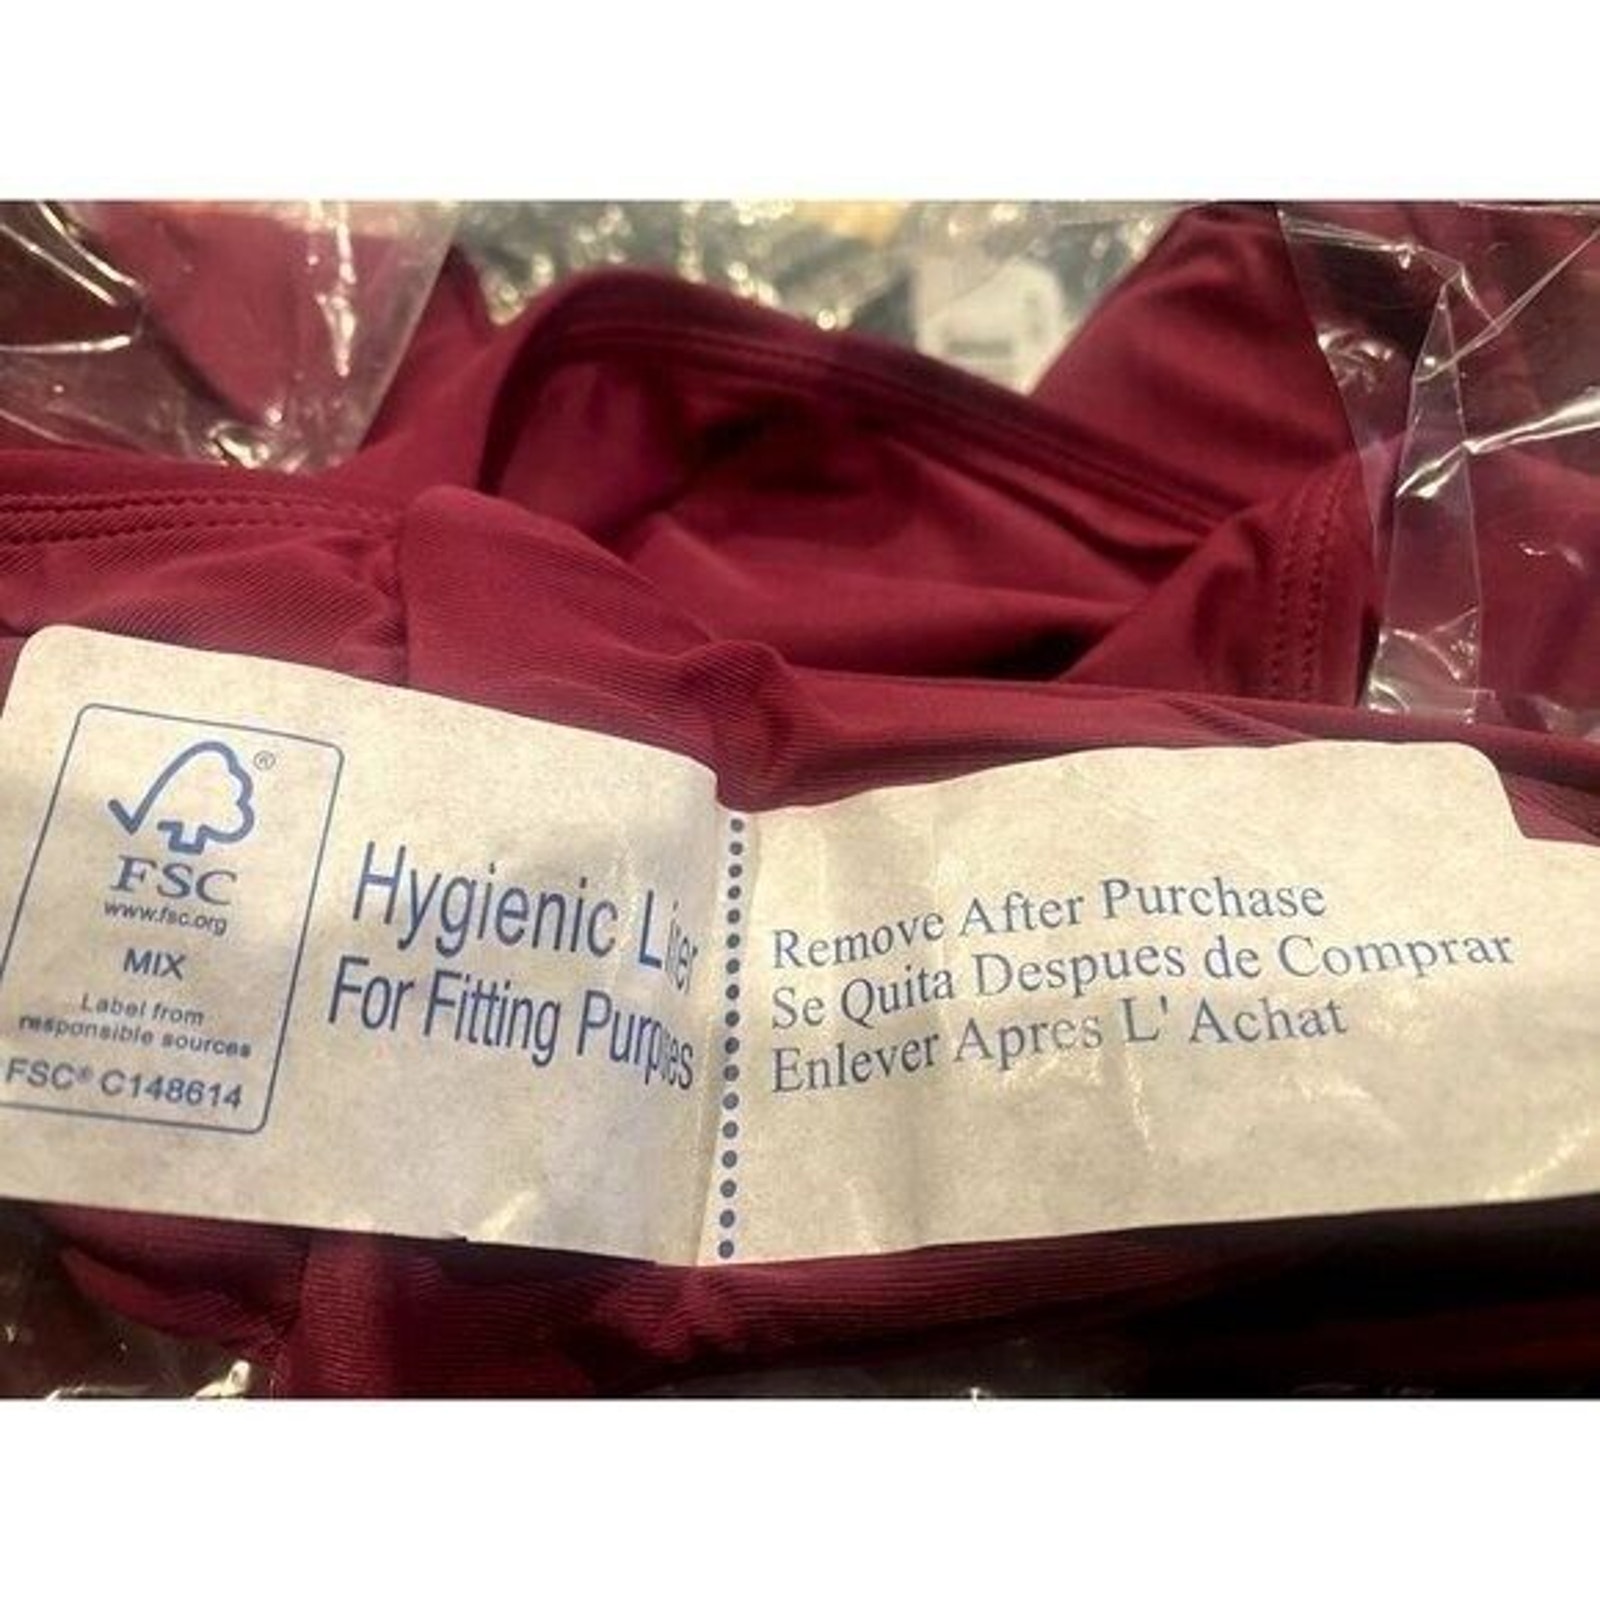 ®
FSC
www.fsc.org
MIX
Label from
responsible sources
FSC® C148614
Hygienic Liner
For Fitting Purposes
Remove After Purchase
Se Quita Despues de Comprar
Enlever Apres L' Achat